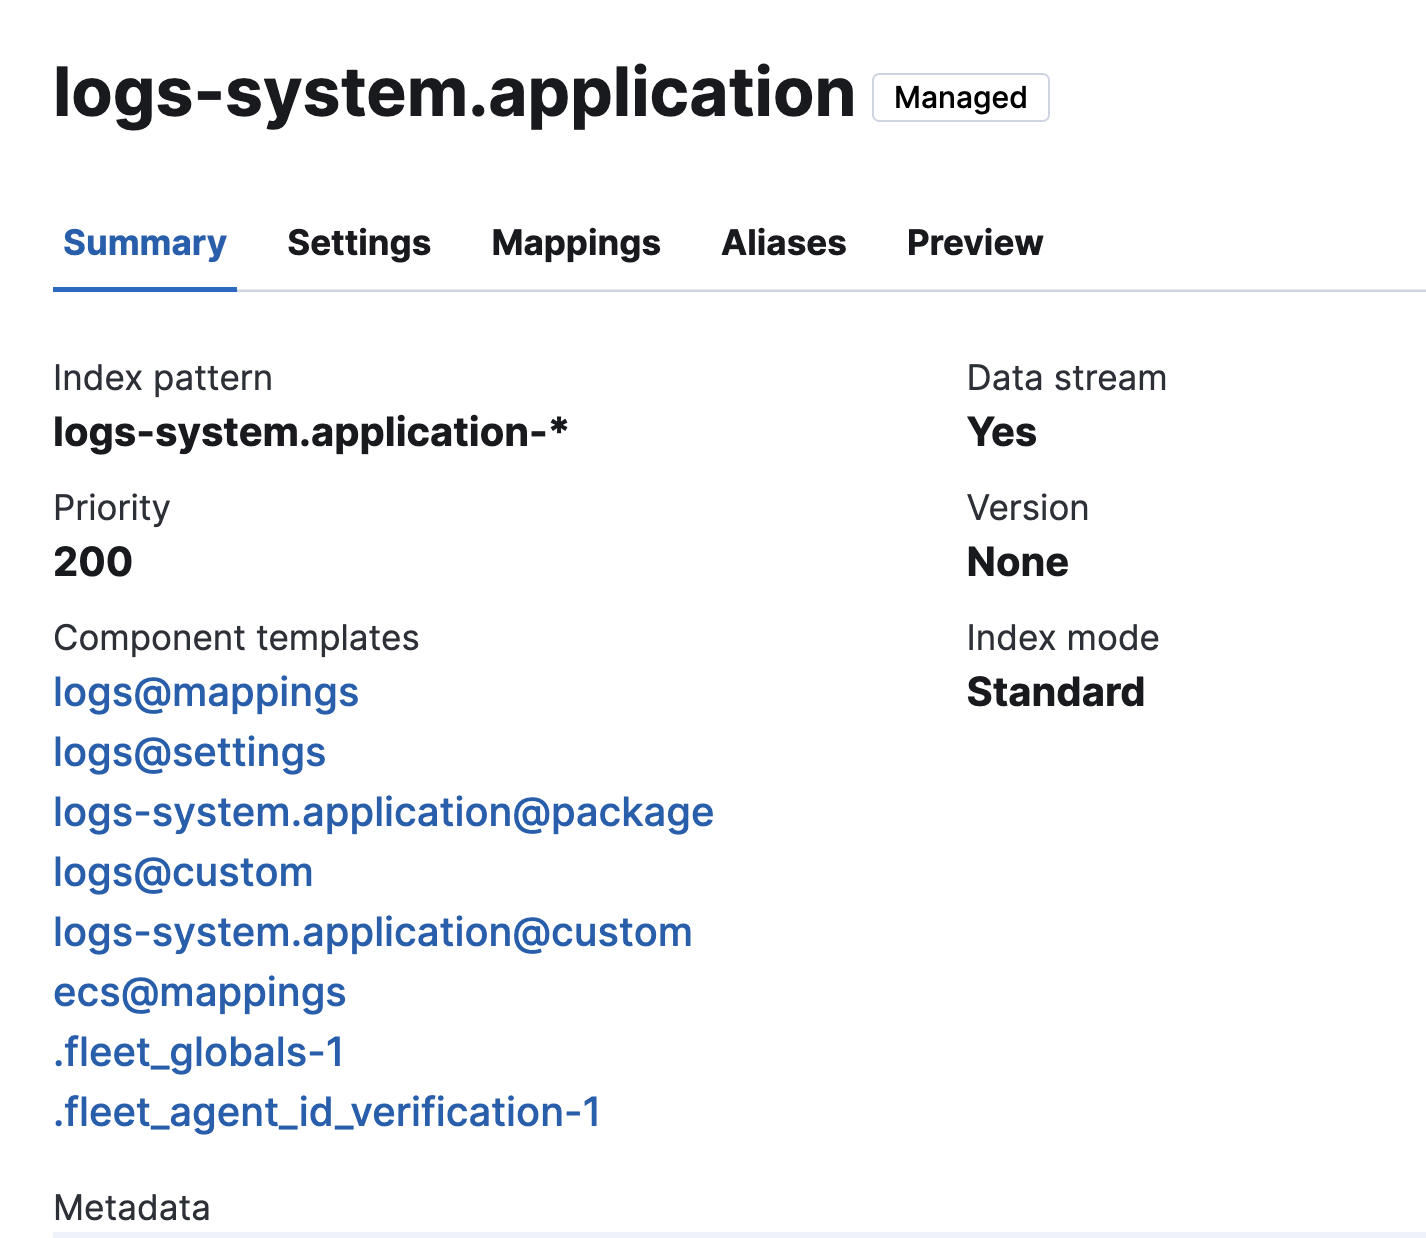 logs-system.application Managed
Summary Settings Mappings Aliases Preview
Index pattern
logs-system.application-*
Data stream
Yes
Priority
200
Version
None
Component templates
logs@mappings
logs@settings
logs-system.application@package
logs@custom
logs-system.application@custom
ecs@mappings
.fleet_globals-1
.fleet_agent_id_verification-1
Index mode
Standard
Metadata